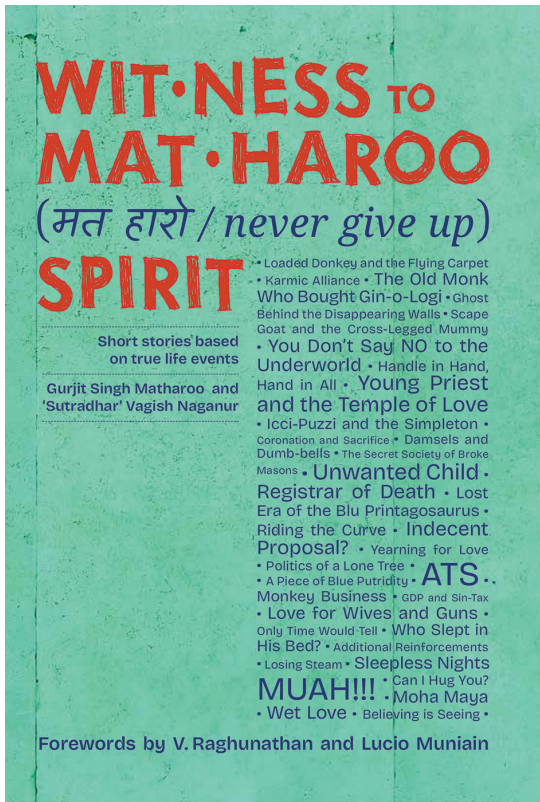 WIT•NESS TO
MAT•HAROO
(मत हारो / never give up)
SPIRIT
Short stories based
on true life events
Gurjit Singh Matharoo and
‘Sutradhar’ Vagish Naganur
• Loaded Donkey and the Flying Carpet
• Karmic Alliance • The Old Monk
Who Bought Gin-o-Logi • Ghost
Behind the Disappearing Walls • Scape
Goat and the Cross-Legged Mummy
• You Don’t Say NO to the
Underworld • Handle in Hand,
Hand in All • Young Priest
and the Temple of Love
• Icci-Puzzi and the Simpleton •
Coronation and Sacrifice • Damsels and
Dumb-bells • The Secret Society of Broke
Masons • Unwanted Child •
Registrar of Death • Lost
Era of the Blu Printagosaurus •
Riding the Curve • Indecent
Proposal? • Yearning for Love
• Politics of a Lone Tree •
• A Piece of Blue Putridity • ATS •.
Monkey Business • GDP and Sin-Tax
• Love for Wives and Guns •
Only Time Would Tell • Who Slept in
His Bed? • Additional Reinforcements
• Losing Steam • Sleepless Nights
MUAH!!! • Can I Hug You?
• Moha Maya
• Wet Love • Believing is Seeing •
Forewords by V. Raghunathan and Lucio Muniain